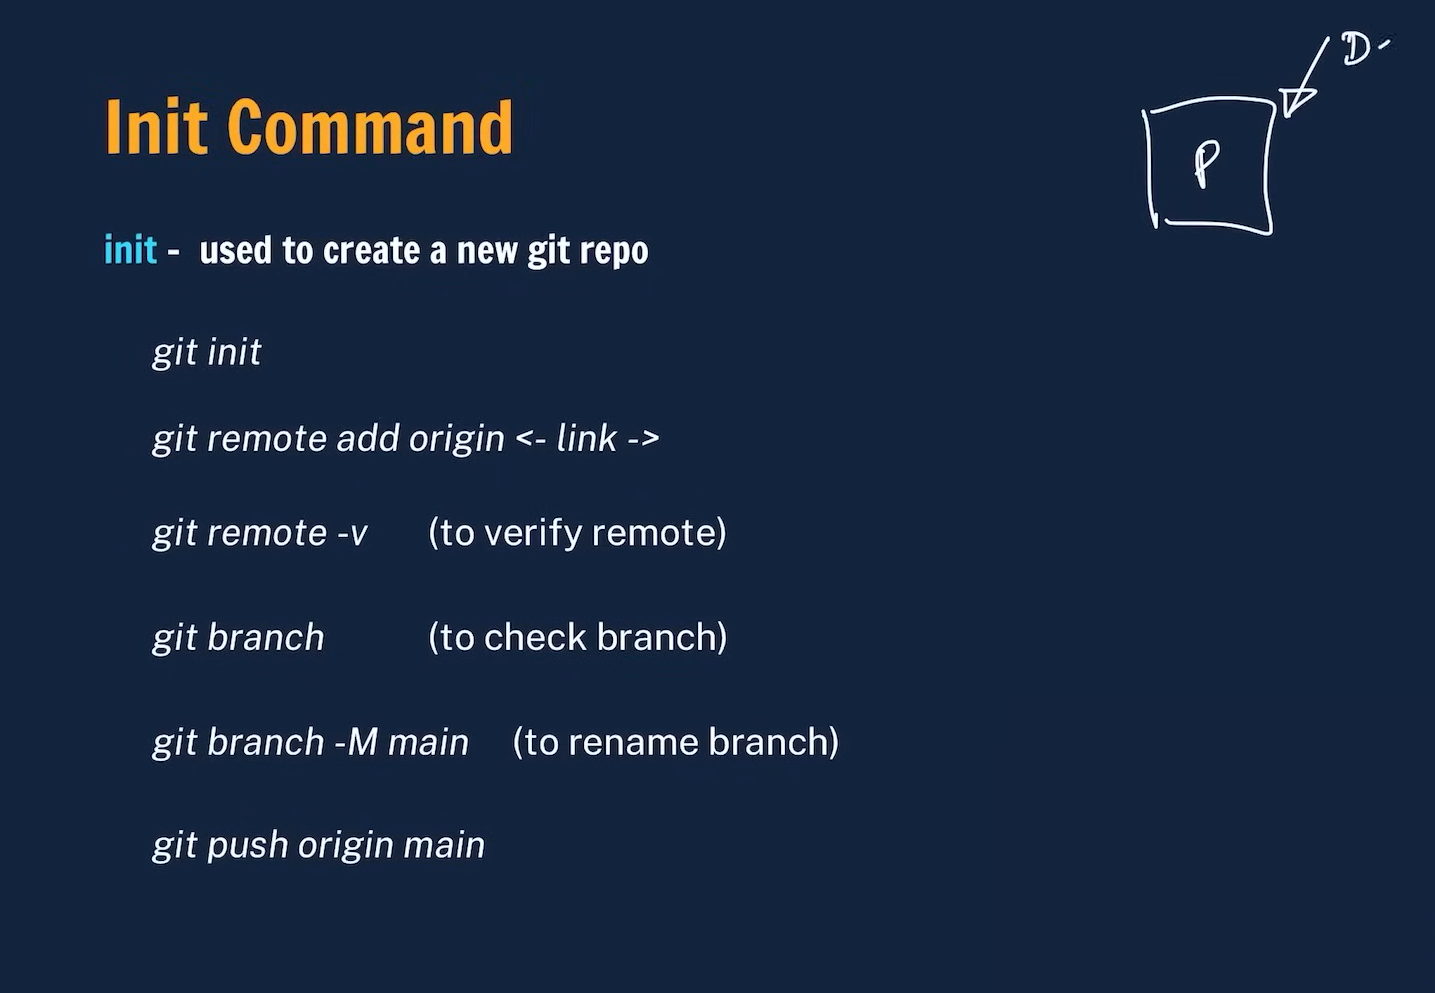 D-
Init Command
P
init - used to create a new git repo
git init
git remote add origin <- link ->
git remote -v (to verify remote)
git branch (to check branch)
git branch -M main (to rename branch)
git push origin main